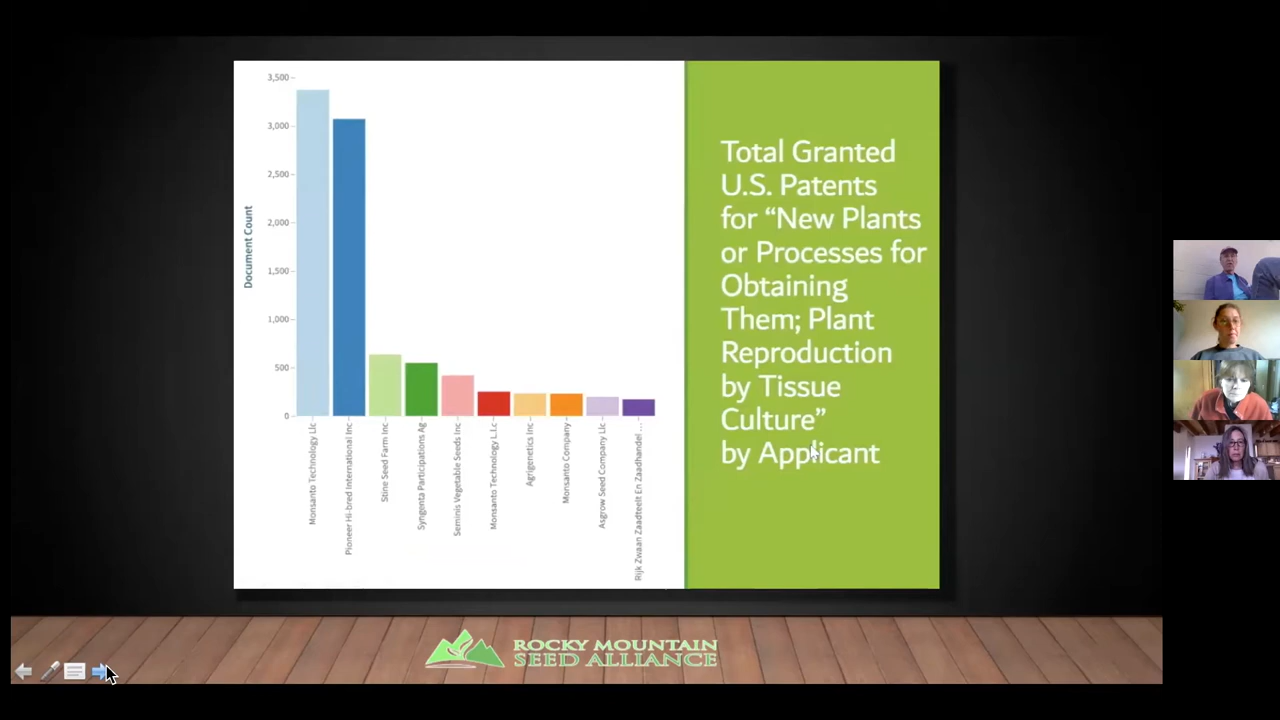 3,500
3,000
2,500
2,000
1,500
1,000
500
0
Document Count
Monsanto Technology Llc
Pioneer Hi-bred International Inc
Stine Seed Farm Inc
Syngenta Participations Ag
Seminis Vegetable Seeds Inc
Monsanto Technology L.l.c
Agrigenetics Inc
Monsanto Company
Asgrow Seed Company Llc
Rijk Zwaan Zaadteelt En Zaadhandel ...
Total Granted
U.S. Patents
for “New Plants
or Processes for
Obtaining
Them; Plant
Reproduction
by Tissue
Culture”
by Applicant
ROCKY MOUNTAIN
SEED ALLIANCE